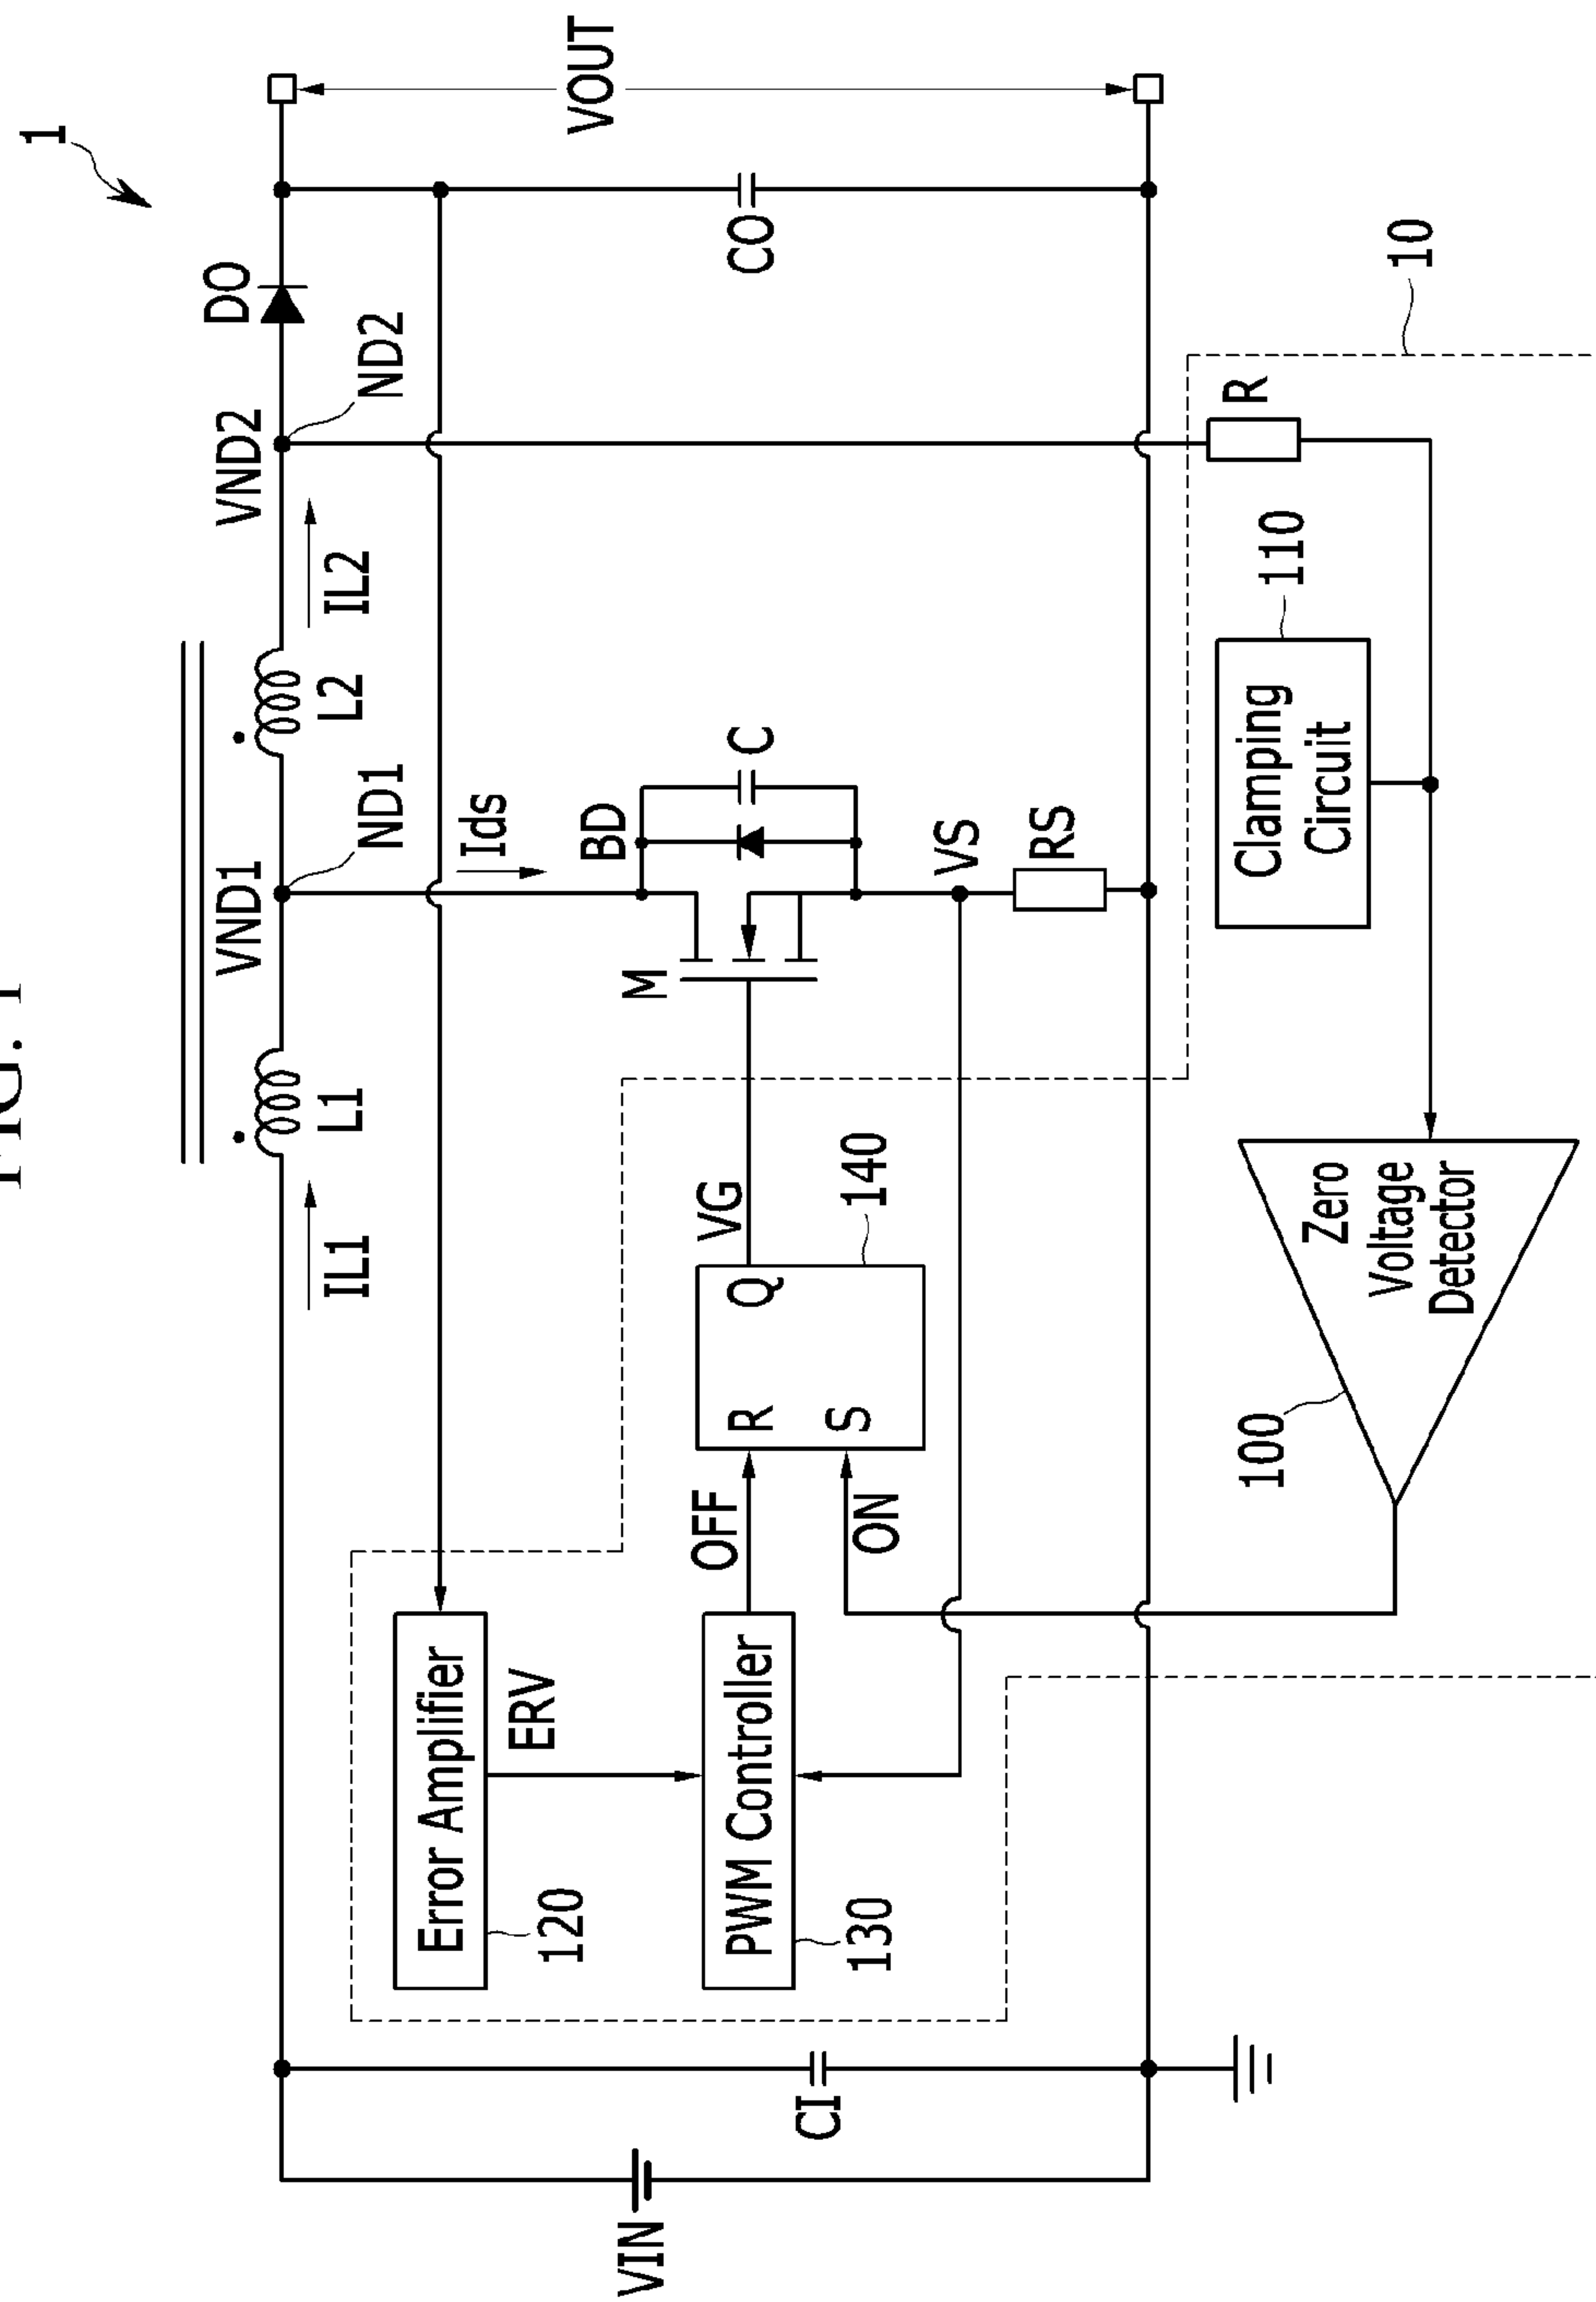 FIG. 1
1
VND1
VND2
DO
L1
L2
IL1
IL2
ND1
ND2
Error Amplifier
120
ERV
Ids
VOUT
VIN
CI
PWM Controller
130
OFF
ON
R
S
Q
140
VG
M
BD
C
CO
VS
RS
10
R
Clamping
Circuit
110
100
Zero
Voltage
Detector